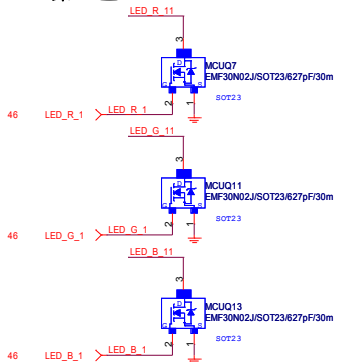 LED_R_11
3
D
MCUQ7
EMF30N02J/SOT23/627pF/30m
G
S
SOT23
2
1
46 LED_R_1 LED_R_1
LED_G_11
3
D
MCUQ11
EMF30N02J/SOT23/627pF/30m
G
S
SOT23
2
1
46 LED_G_1 LED_G_1
LED_B_11
3
D
MCUQ13
EMF30N02J/SOT23/627pF/30m
G
S
SOT23
2
1
46 LED_B_1 LED_B_1